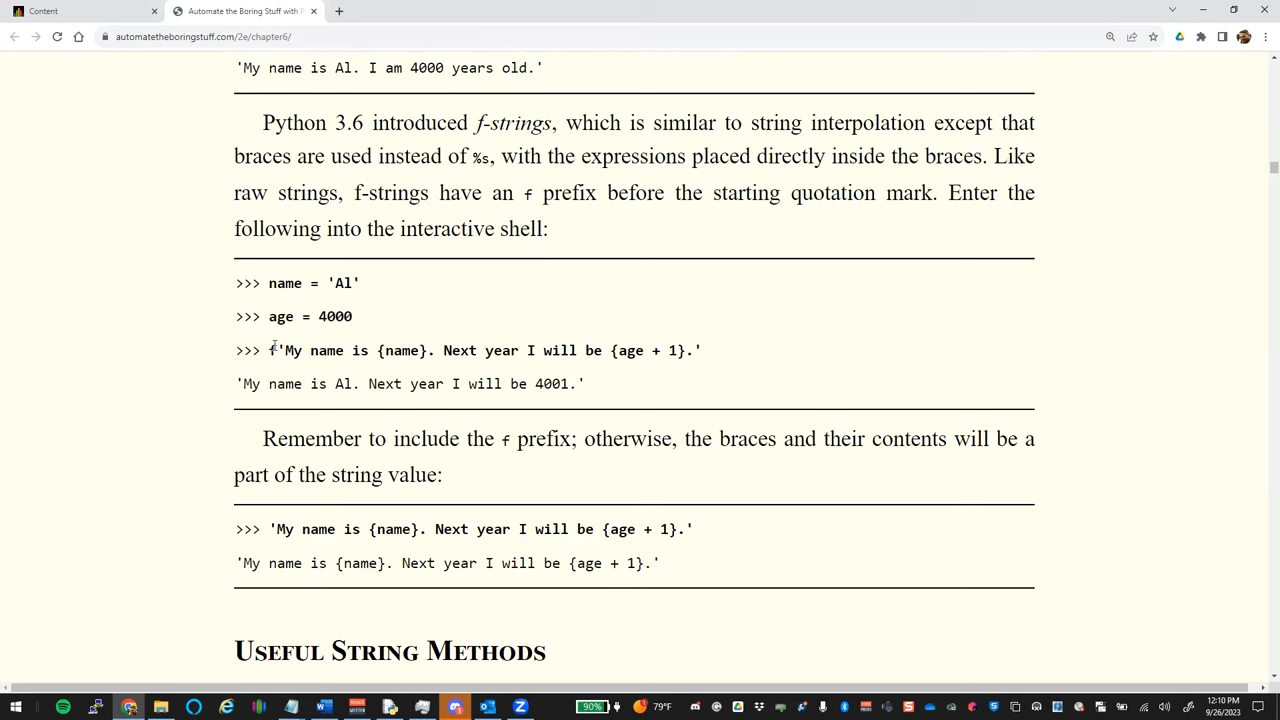 Content
Automate the Boring Stuff with P
automatetheboringstuff.com/2e/chapter6/
'My name is Al. I am 4000 years old.'
Python 3.6 introduced f-strings, which is similar to string interpolation except that
braces are used instead of %s, with the expressions placed directly inside the braces. Like
raw strings, f-strings have an f prefix before the starting quotation mark. Enter the
following into the interactive shell:
>>> name = 'Al'
>>> age = 4000
>>> f'My name is {name}. Next year I will be {age + 1}.'
'My name is Al. Next year I will be 4001.'
Remember to include the f prefix; otherwise, the braces and their contents will be a
part of the string value:
>>> 'My name is {name}. Next year I will be {age + 1}.'
'My name is {name}. Next year I will be {age + 1}.'
USEFUL STRING METHODS
90%
79°F
12:10 PM
9/26/2023